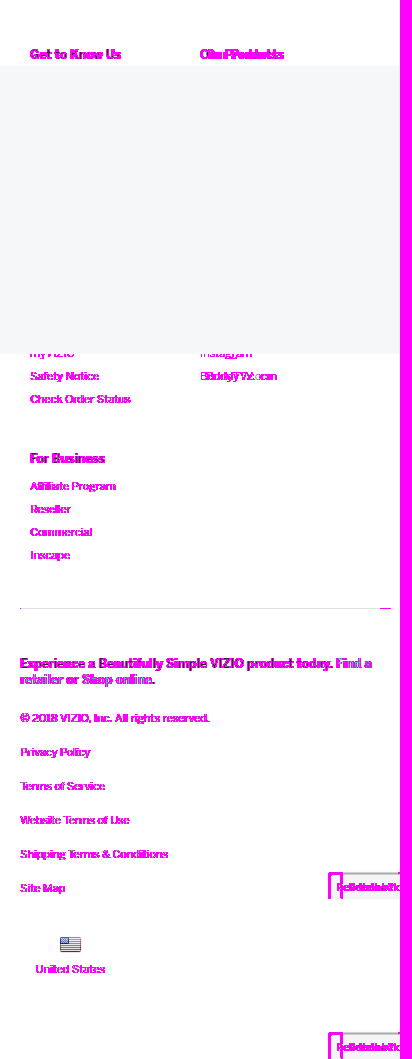 Get to Know Us
Our Products
myVIZIO
Instagram
Safety Notice
BuddyTV.com
Check Order Status
For Business
Affiliate Program
Reseller
Commercial
Inscape
Experience a Beautifully Simple VIZIO product today. Find a
retailer or Shop online.
© 2018 VIZIO, Inc. All rights reserved.
Privacy Policy
Terms of Service
Website Terms of Use
Shipping Terms & Conditions
Site Map
United States